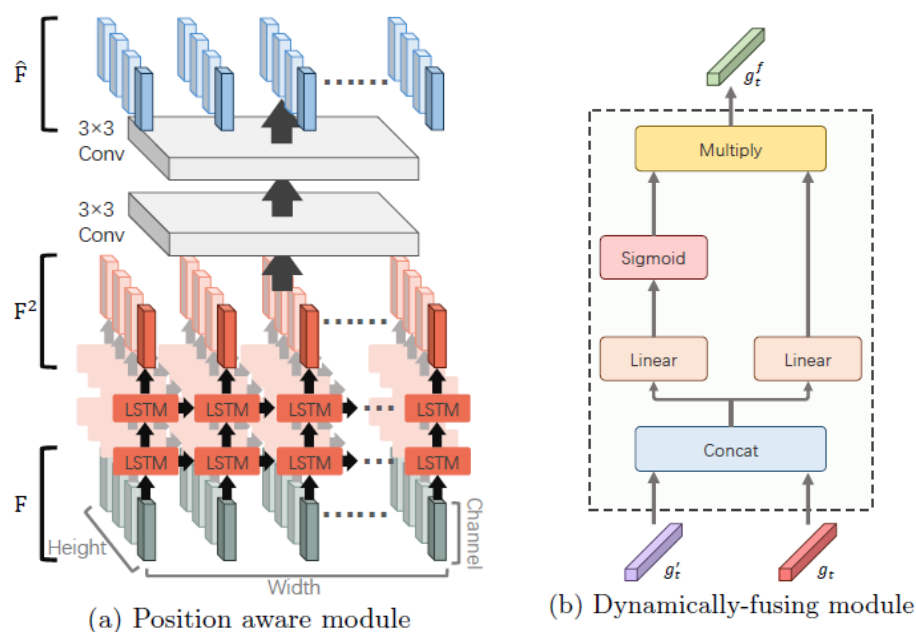 F̂
3×3
Conv
3×3
Conv
F²
LSTM LSTM LSTM LSTM
LSTM LSTM LSTM LSTM
F
Height
Width
Channel
(a) Position aware module
g_t^f
Multiply
Sigmoid
Linear Linear
Concat
g'_t g_t
(b) Dynamically-fusing module